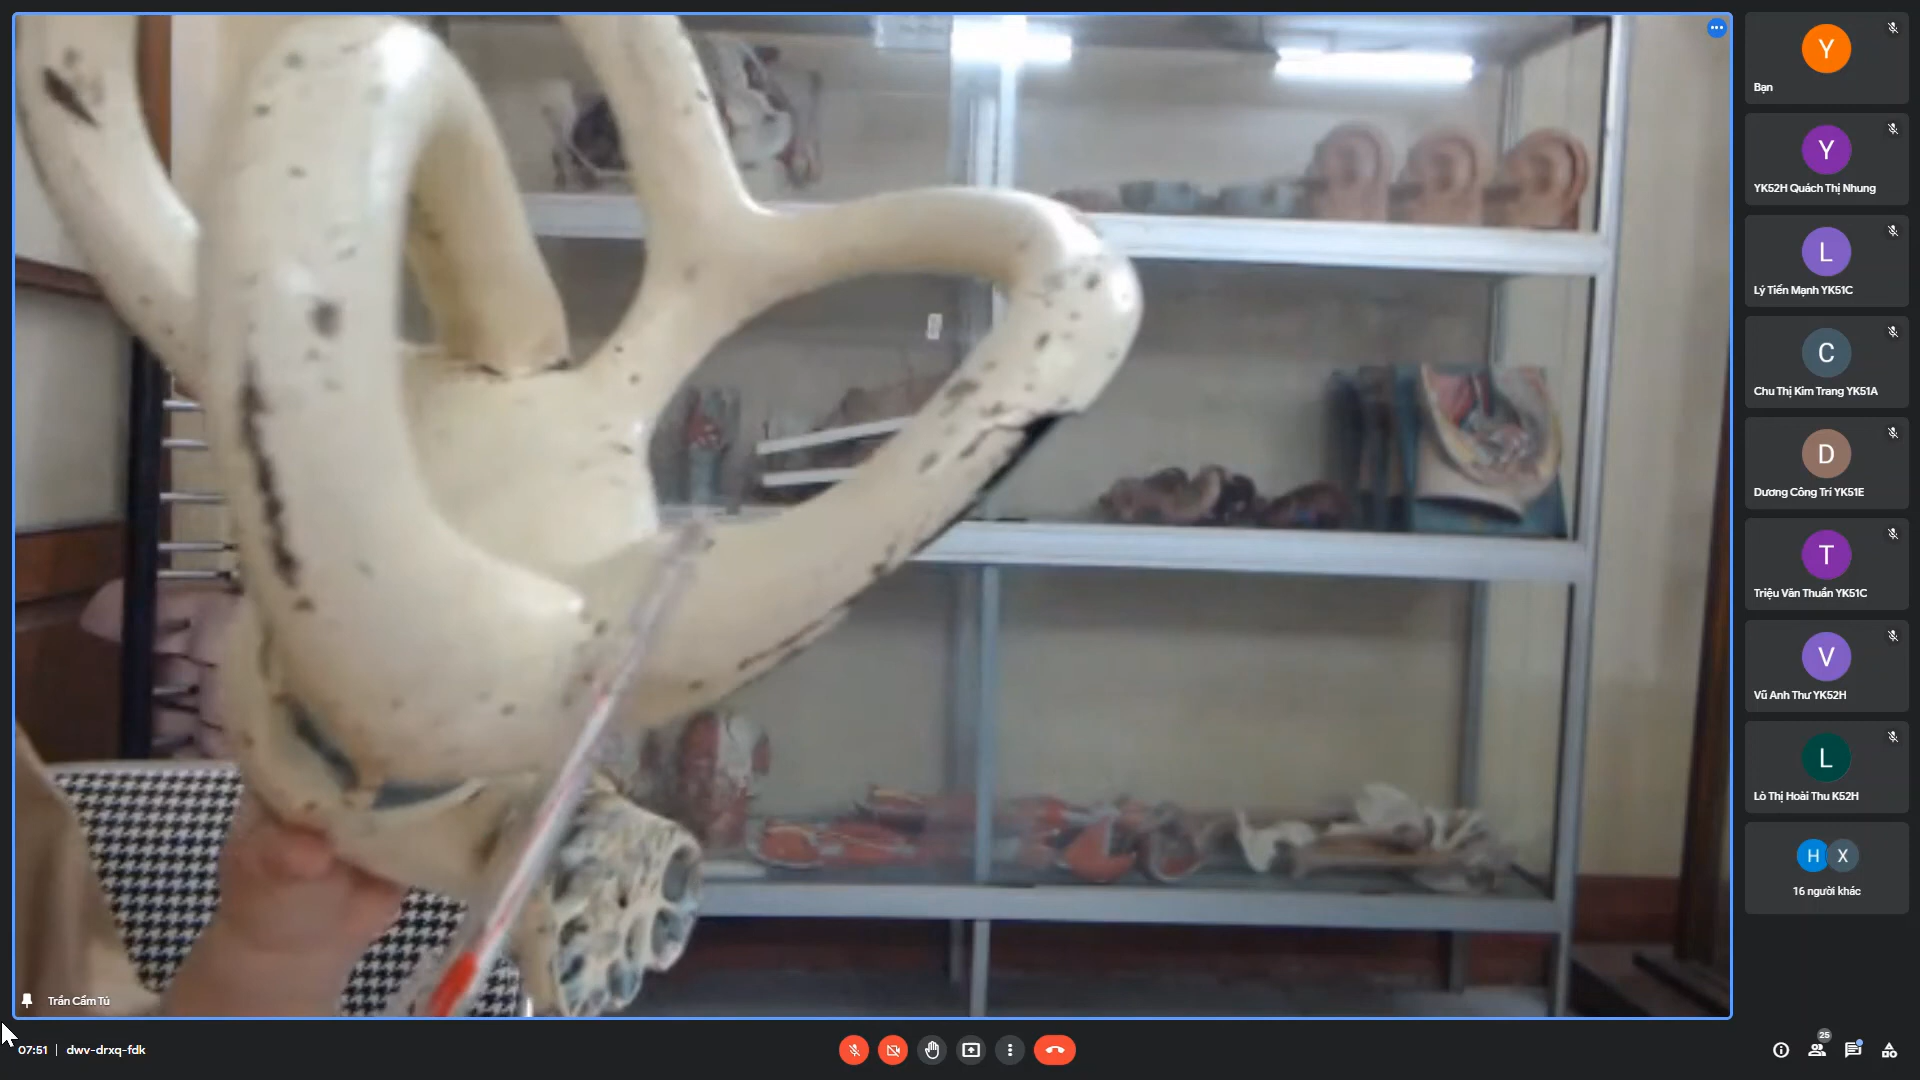 Y
Bạn
Y
YK52H Quách Thị Nhung
L
Lý Tiến Mạnh YK51C
C
Chu Thị Kim Trang YK51A
D
Dương Công Trí YK51E
T
Triệu Văn Thuần YK51C
V
Vũ Anh Thư YK52H
L
Lò Thị Hoài Thu K52H
H X
16 người khác
Trần Cẩm Tú
07:51 | dwv-drxq-fdk
25